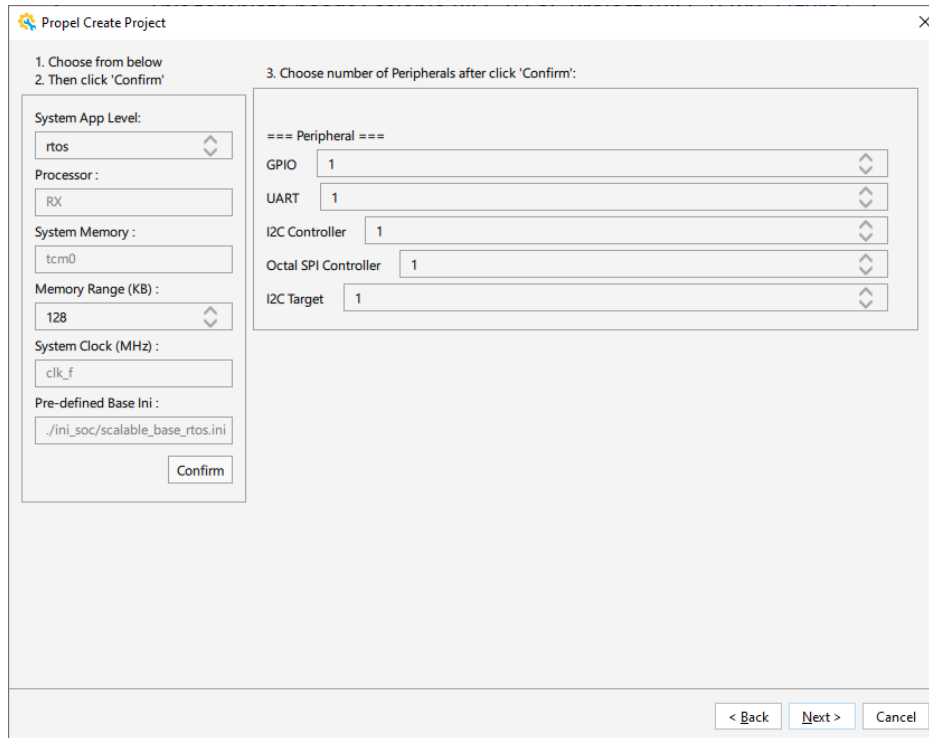 Propel Create Project
1. Choose from below
2. Then click 'Confirm'
System App Level:
rtos
Processor :
RX
System Memory :
tcm0
Memory Range (KB) :
128
System Clock (MHz) :
clk_f
Pre-defined Base Ini :
./ini_soc/scalable_base_rtos.ini
Confirm
3. Choose number of Peripherals after click 'Confirm':
=== Peripheral ===
GPIO 1
UART 1
I2C Controller 1
Octal SPI Controller 1
I2C Target 1
< Back Next > Cancel